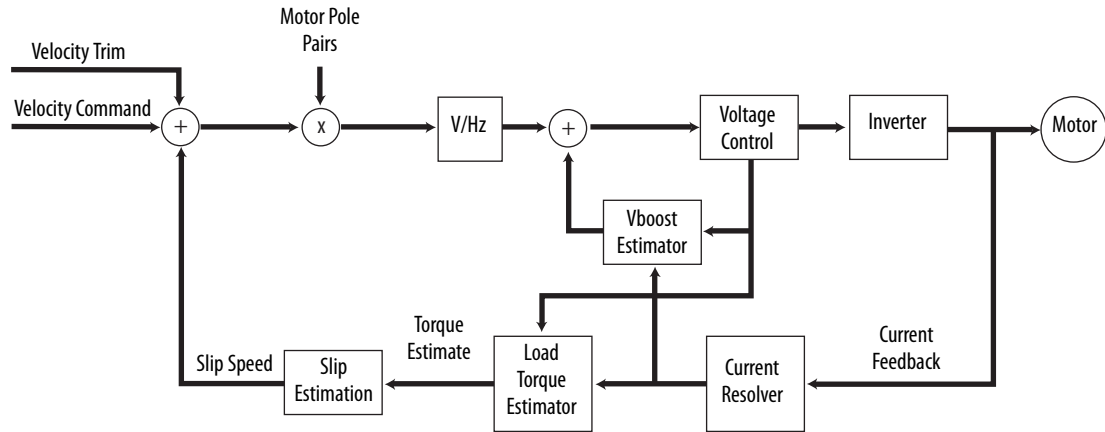 Motor Pole
Pairs
Velocity Trim
Velocity Command
+
x
V/Hz
+
Voltage
Control
Inverter
Motor
Vboost
Estimator
Torque
Estimate
Current
Feedback
Slip Speed
Slip
Estimation
Load
Torque
Estimator
Current
Resolver